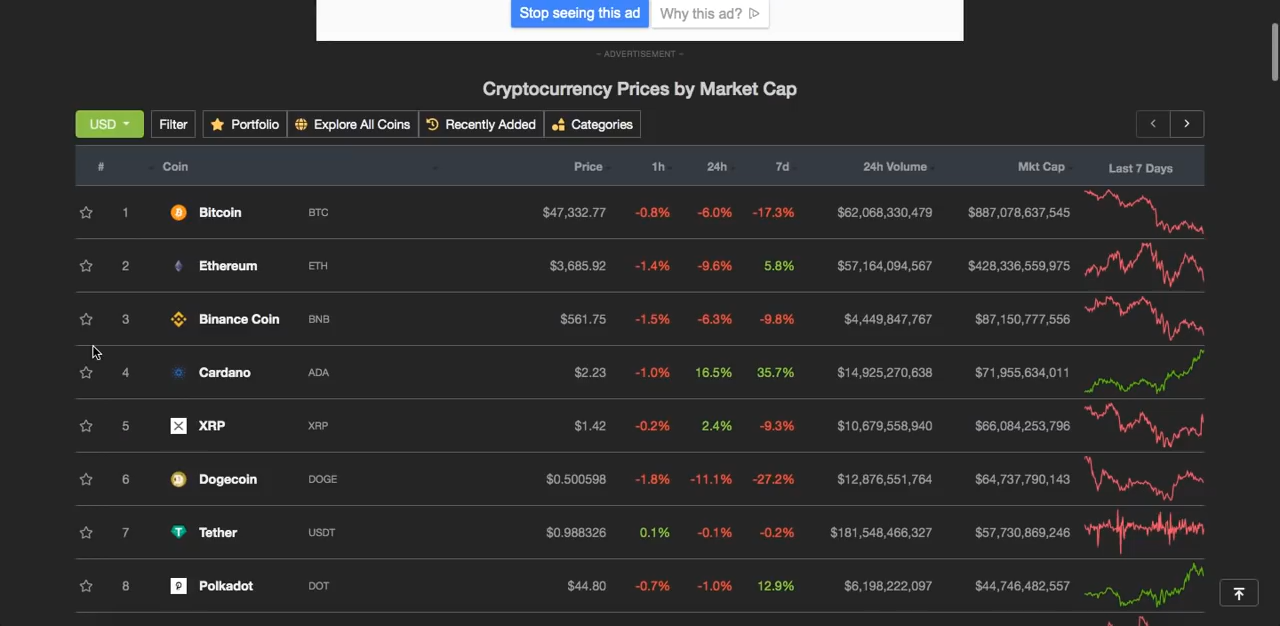 Stop seeing this ad Why this ad?
– ADVERTISEMENT –
Cryptocurrency Prices by Market Cap
USD Filter Portfolio Explore All Coins Recently Added Categories
# Coin Price 1h 24h 7d 24h Volume Mkt Cap Last 7 Days
1 Bitcoin BTC $47,332.77 -0.8% -6.0% -17.3% $62,068,330,479 $887,078,637,545
2 Ethereum ETH $3,685.92 -1.4% -9.6% 5.8% $57,164,094,567 $428,336,559,975
3 Binance Coin BNB $561.75 -1.5% -6.3% -9.8% $4,449,847,767 $87,150,777,556
4 Cardano ADA $2.23 -1.0% 16.5% 35.7% $14,925,270,638 $71,955,634,011
5 XRP XRP $1.42 -0.2% 2.4% -9.3% $10,679,558,940 $66,084,253,796
6 Dogecoin DOGE $0.500598 -1.8% -11.1% -27.2% $12,876,551,764 $64,737,790,143
7 Tether USDT $0.988326 0.1% -0.1% -0.2% $181,548,466,327 $57,730,869,246
8 Polkadot DOT $44.80 -0.7% -1.0% 12.9% $6,198,222,097 $44,746,482,557